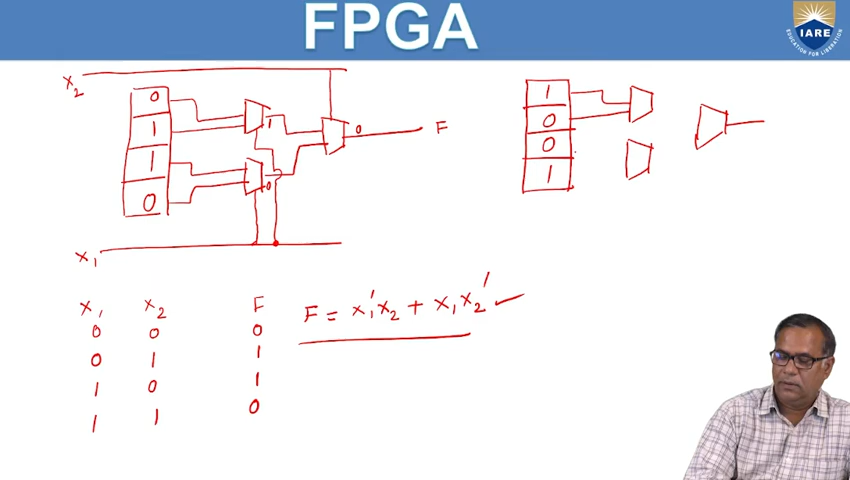 FPGA
IARE
EDUCATION FOR LIBERATION
x₂
0
1
1
0
1
0
0
F
x₁
1
0
0
1
x₁ x₂ F
0 0 0
0 1 1
1 0 1
1 1 0
F = x₁'x₂ + x₁x₂' ✓